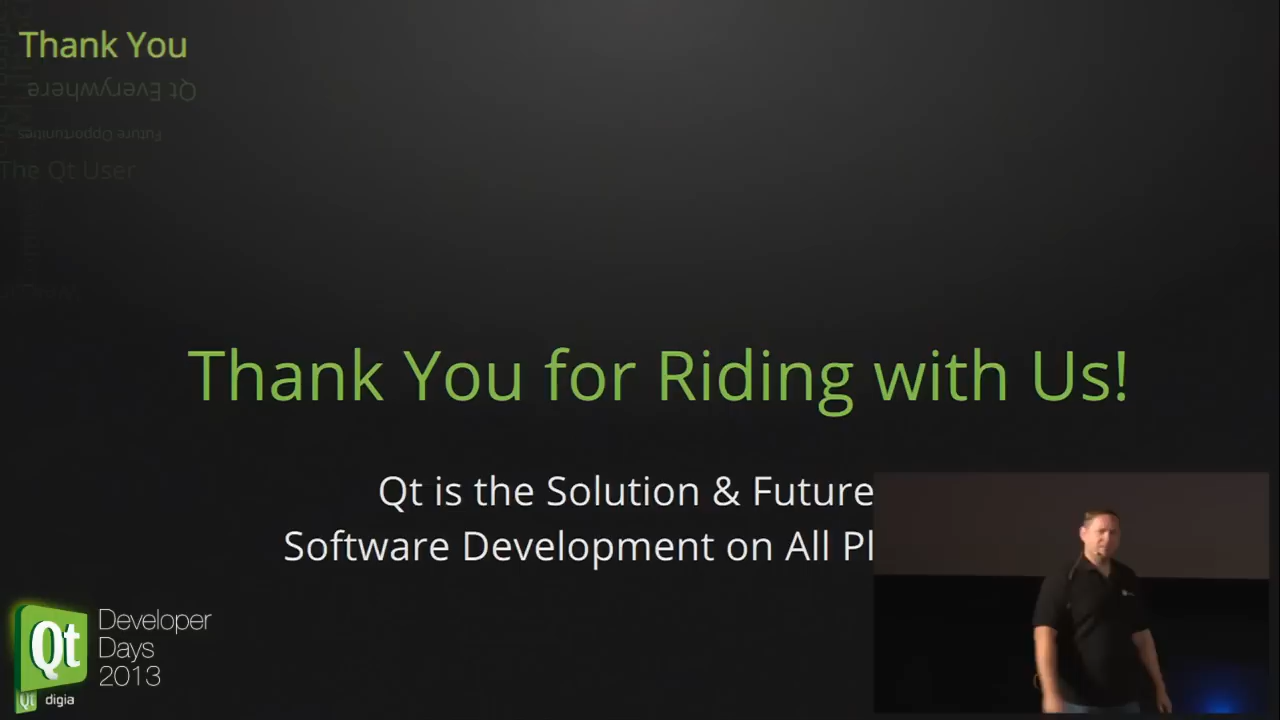 Thank You
Qt Everywhere
Future Opportunities
The Qt User
Thank You for Riding with Us!
Qt is the Solution & Future
Software Development on All Pl
Qt
Developer
Days
2013
Qt digia